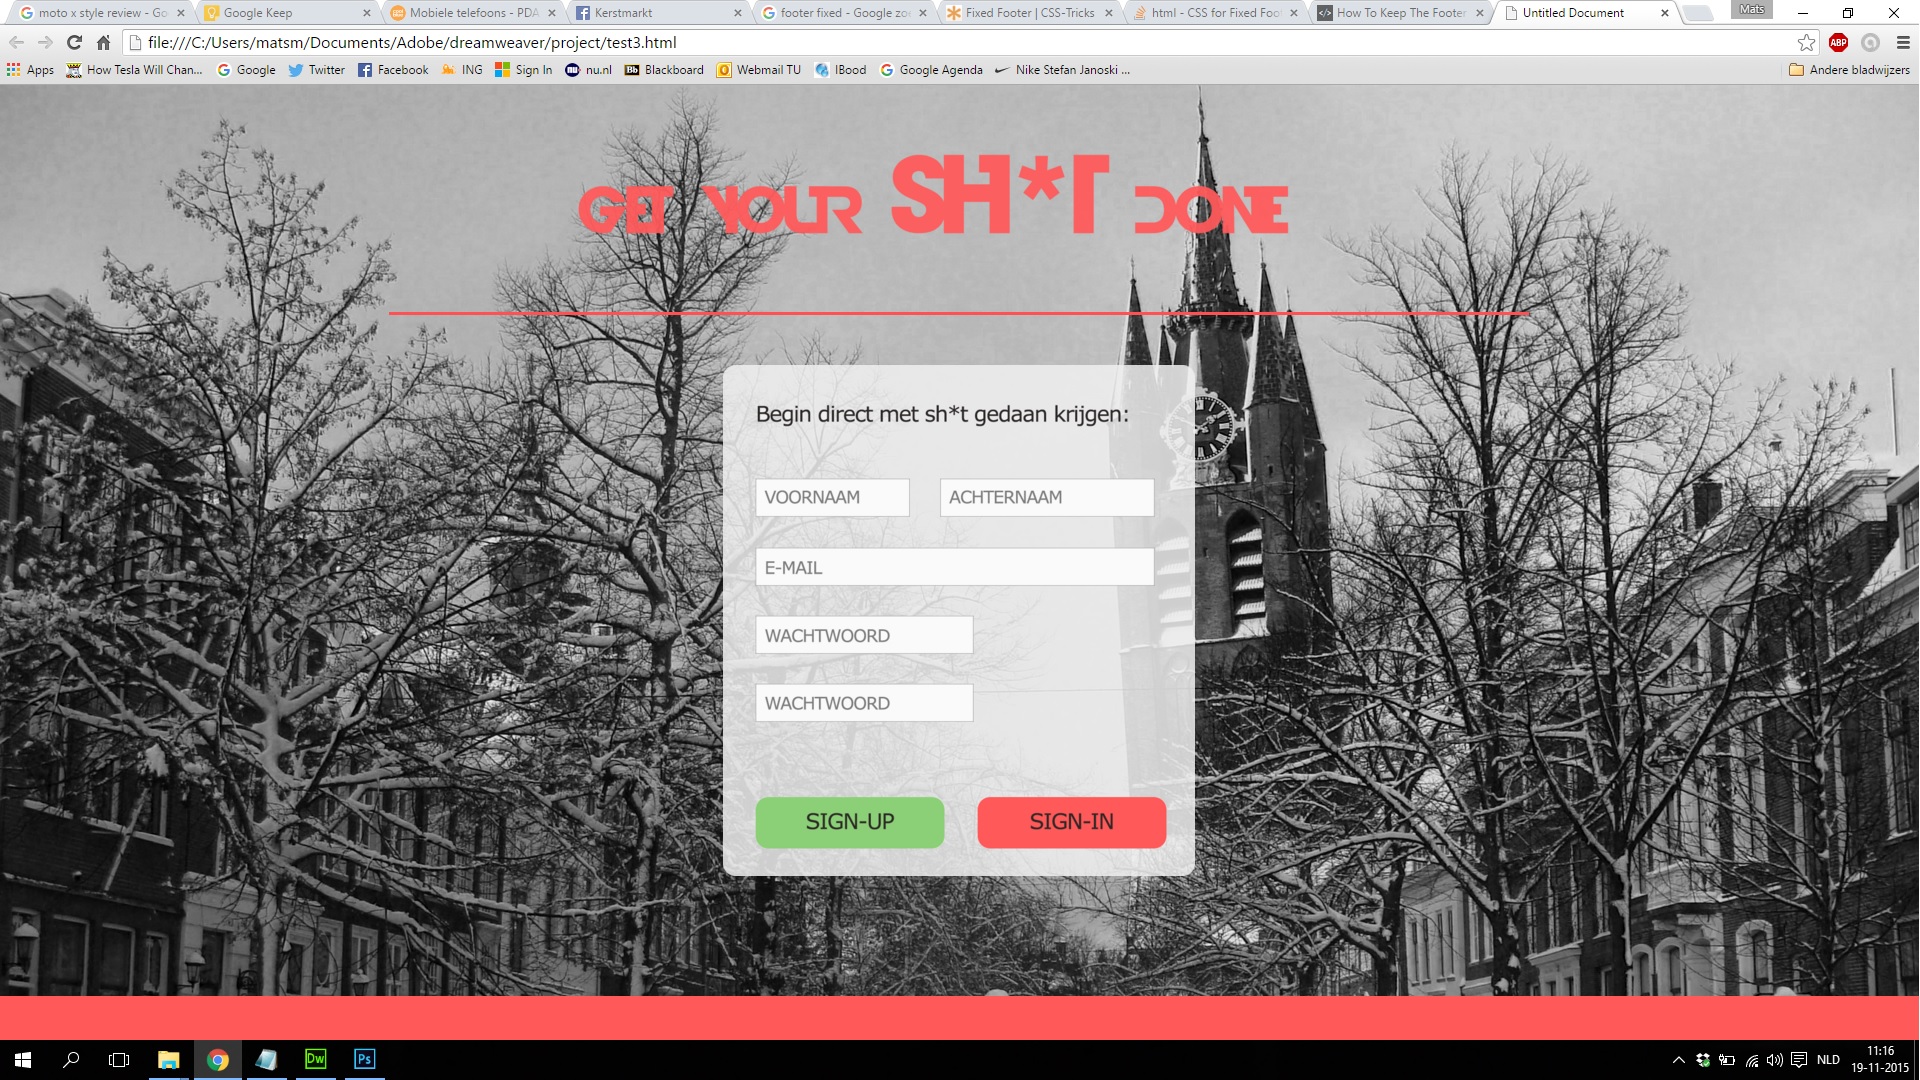 moto x style review - Go
Google Keep
Mobiele telefoons - PDA
Kerstmarkt
footer fixed - Google zo
Fixed Footer | CSS-Tricks
html - CSS for Fixed Foo
How To Keep The Footer
Untitled Document
Mats
file:///C:/Users/matsm/Documents/Adobe/dreamweaver/project/test3.html
ABP
Apps
How Tesla Will Chan...
Google
Twitter
Facebook
ING
Sign In
nu.nl
Bb Blackboard
Webmail TU
IBood
Google Agenda
Nike Stefan Janoski ...
Andere bladwijzers
GET YOUR SH*T DONE
Begin direct met sh*t gedaan krijgen:
VOORNAAM ACHTERNAAM
E-MAIL
WACHTWOORD
WACHTWOORD
SIGN-UP SIGN-IN
Dw
Ps
NLD
11:16
19-11-2015